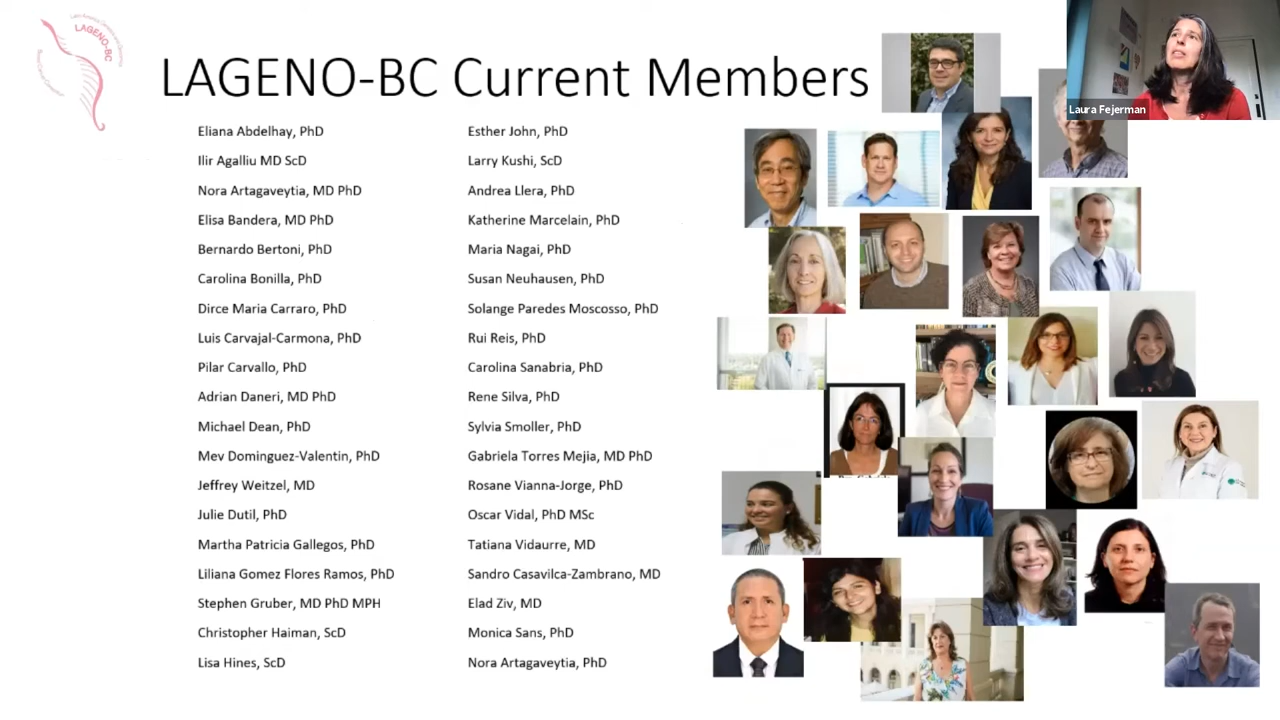 LAGENO-BC
LAGENO-BC Current Members
Laura Fejerman
Eliana Abdelhay, PhD
Ilir Agalliu MD ScD
Nora Artagaveytia, MD PhD
Elisa Bandera, MD PhD
Bernardo Bertoni, PhD
Carolina Bonilla, PhD
Dirce Maria Carraro, PhD
Luis Carvajal-Carmona, PhD
Pilar Carvallo, PhD
Adrian Daneri, MD PhD
Michael Dean, PhD
Mev Dominguez-Valentin, PhD
Jeffrey Weitzel, MD
Julie Dutil, PhD
Martha Patricia Gallegos, PhD
Liliana Gomez Flores Ramos, PhD
Stephen Gruber, MD PhD MPH
Christopher Haiman, ScD
Lisa Hines, ScD
Esther John, PhD
Larry Kushi, ScD
Andrea Llera, PhD
Katherine Marcelain, PhD
Maria Nagai, PhD
Susan Neuhausen, PhD
Solange Paredes Moscosso, PhD
Rui Reis, PhD
Carolina Sanabria, PhD
Rene Silva, PhD
Sylvia Smoller, PhD
Gabriela Torres Mejia, MD PhD
Rosane Vianna-Jorge, PhD
Oscar Vidal, PhD MSc
Tatiana Vidaurre, MD
Sandro Casavilca-Zambrano, MD
Elad Ziv, MD
Monica Sans, PhD
Nora Artagaveytia, PhD